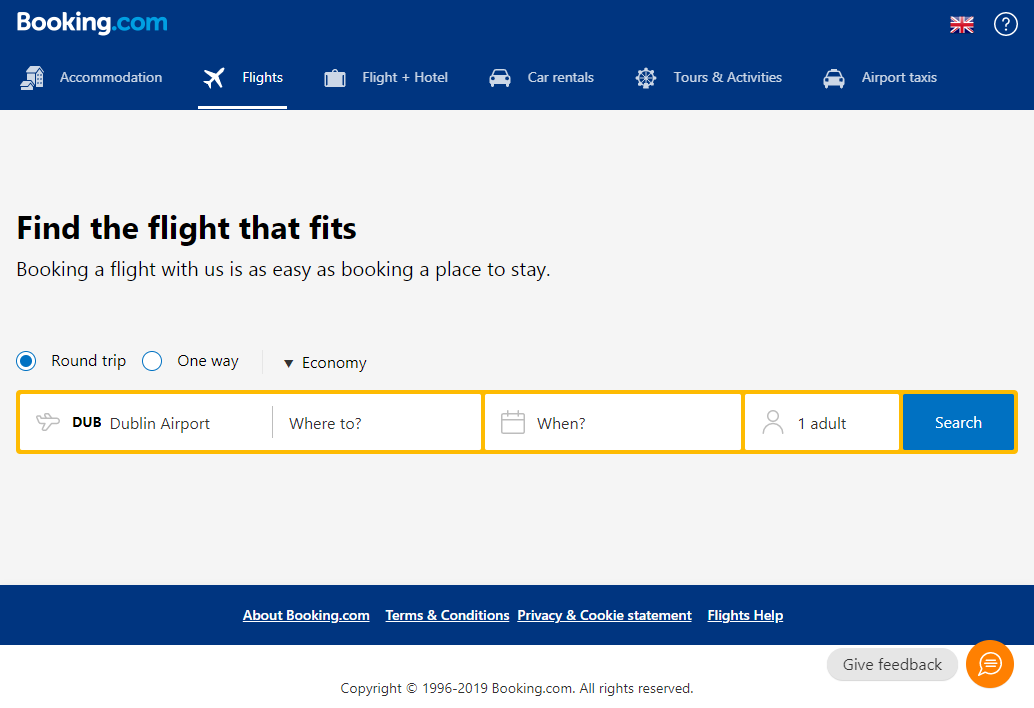 Booking.com
?
Accommodation Flights Flight + Hotel Car rentals Tours & Activities Airport taxis
Find the flight that fits
Booking a flight with us is as easy as booking a place to stay.
Round trip One way Economy
DUB Dublin Airport Where to? When? 1 adult Search
About Booking.com Terms & Conditions Privacy & Cookie statement Flights Help
Give feedback
Copyright © 1996-2019 Booking.com. All rights reserved.